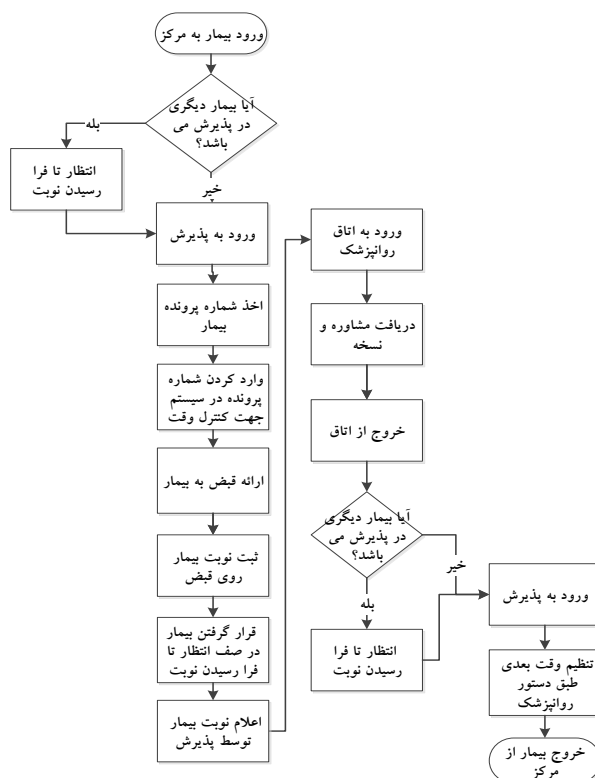 ورود بیمار به مرکز
آیا بیمار دیگری
در پذیرش می
باشد؟
بله
انتظار تا فرا
رسیدن نوبت
خیر
ورود به پذیرش
اخذ شماره پرونده
بیمار
وارد کردن شماره
پرونده در سیستم
جهت کنترل وقت
ارائه قبض به بیمار
ثبت نوبت بیمار
روی قبض
قرار گرفتن بیمار
در صف انتظار تا
فرا رسیدن نوبت
اعلام نوبت بیمار
توسط پذیرش
ورود به اتاق
روانپزشک
دریافت مشاوره و
نسخه
خروج از اتاق
آیا بیمار دیگری
در پذیرش می
باشد؟
خیر
بله
انتظار تا فرا
رسیدن نوبت
ورود به پذیرش
تنظیم وقت بعدی
طبق دستور
روانپزشک
خروج بیمار از
مرکز